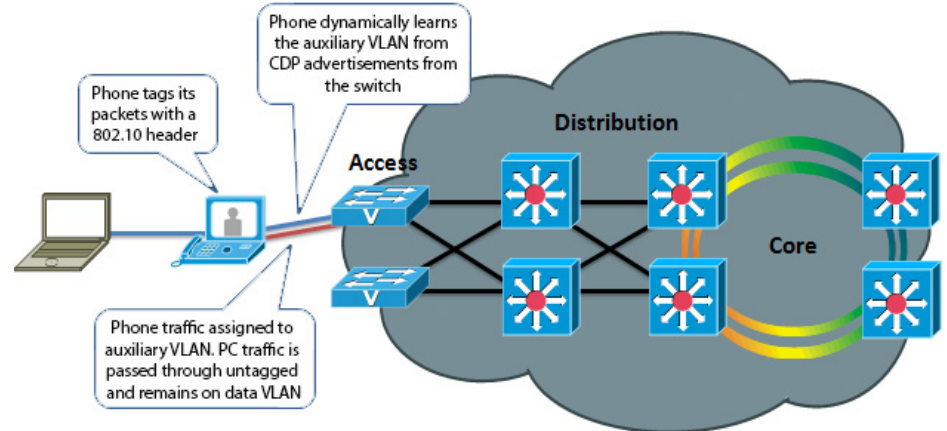 Phone dynamically learns
the auxiliary VLAN from
CDP advertisements from
the switch
Phone tags its
packets with a
802.10 header
Distribution
Access
V
V
Core
Phone traffic assigned to
auxiliary VLAN. PC traffic is
passed through untagged
and remains on data VLAN